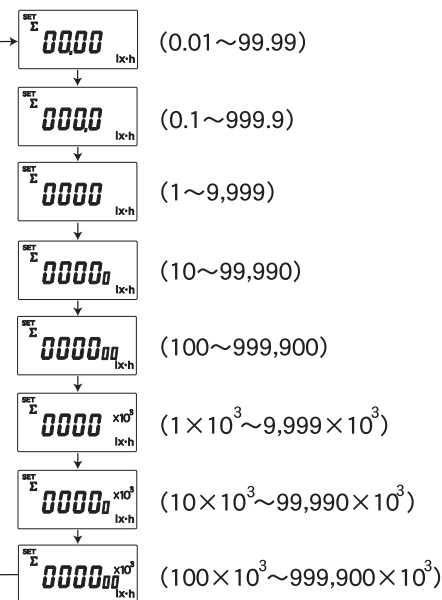 SET
Σ 00.00 lx·h (0.01～99.99)
SET
Σ 000.0 lx·h (0.1～999.9)
SET
Σ 0000 lx·h (1～9,999)
SET
Σ 00000 lx·h (10～99,990)
SET
Σ 000000 lx·h (100～999,900)
SET
Σ 0000 ×10³ lx·h (1×10³～9,999×10³)
SET
Σ 00000 ×10³ lx·h (10×10³～99,990×10³)
SET
Σ 000000 ×10³ lx·h (100×10³～999,900×10³)